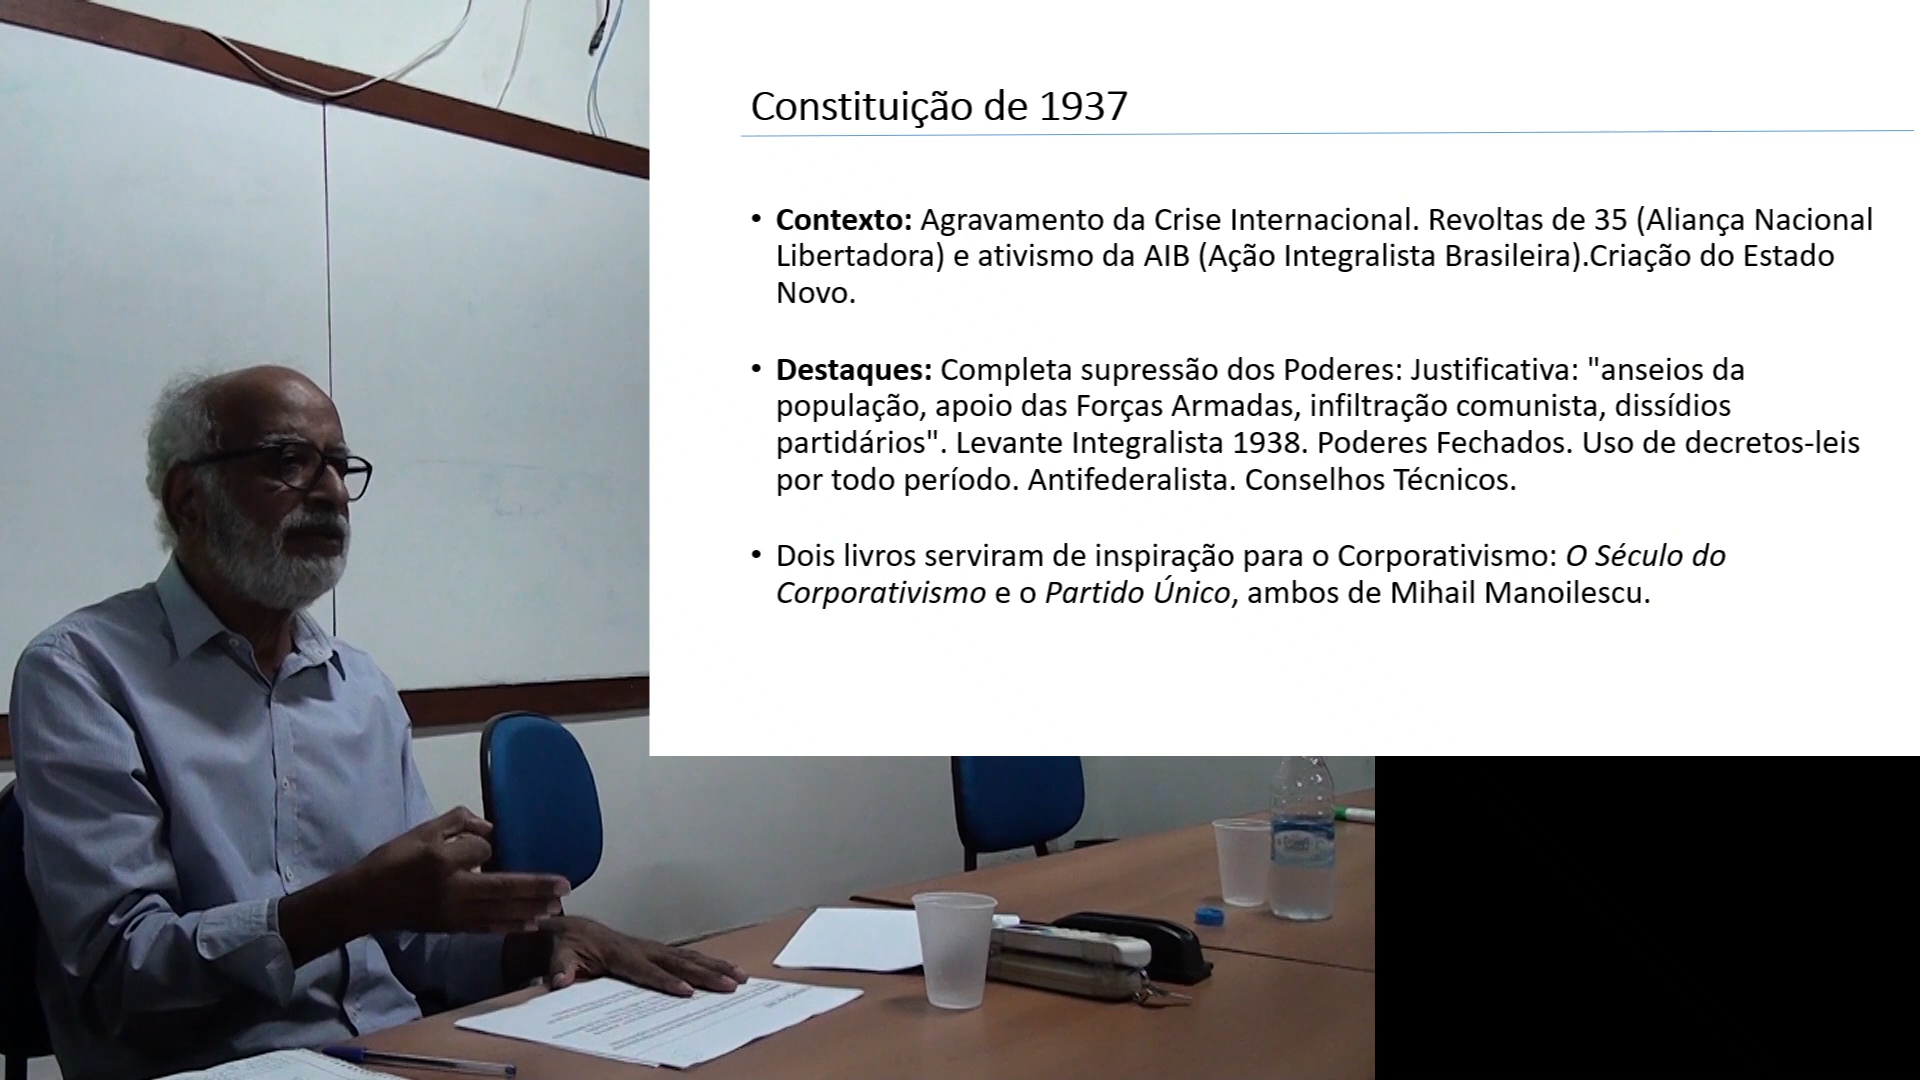 Constituição de 1937
• Contexto: Agravamento da Crise Internacional. Revoltas de 35 (Aliança Nacional
Libertadora) e ativismo da AIB (Ação Integralista Brasileira).Criação do Estado
Novo.
• Destaques: Completa supressão dos Poderes: Justificativa: "anseios da
população, apoio das Forças Armadas, infiltração comunista, dissídios
partidários". Levante Integralista 1938. Poderes Fechados. Uso de decretos-leis
por todo período. Antifederalista. Conselhos Técnicos.
• Dois livros serviram de inspiração para o Corporativismo: O Século do
Corporativismo e o Partido Único, ambos de Mihail Manoilescu.